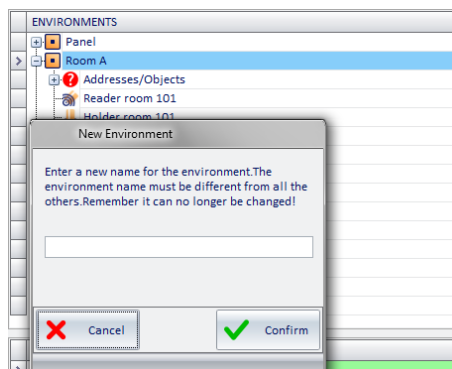 ENVIRONMENTS
Panel
Room A
Addresses/Objects
Reader room 101
Holder room 101
New Environment
Enter a new name for the environment.The
environment name must be different from all the
others.Remember it can no longer be changed!
Cancel
Confirm